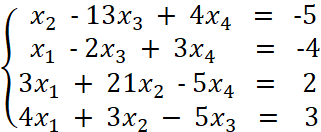 x₂ - 13x₃ + 4x₄ = -5
x₁ - 2x₃ + 3x₄ = -4
3x₁ + 21x₂ - 5x₄ = 2
4x₁ + 3x₂ − 5x₃ = 3